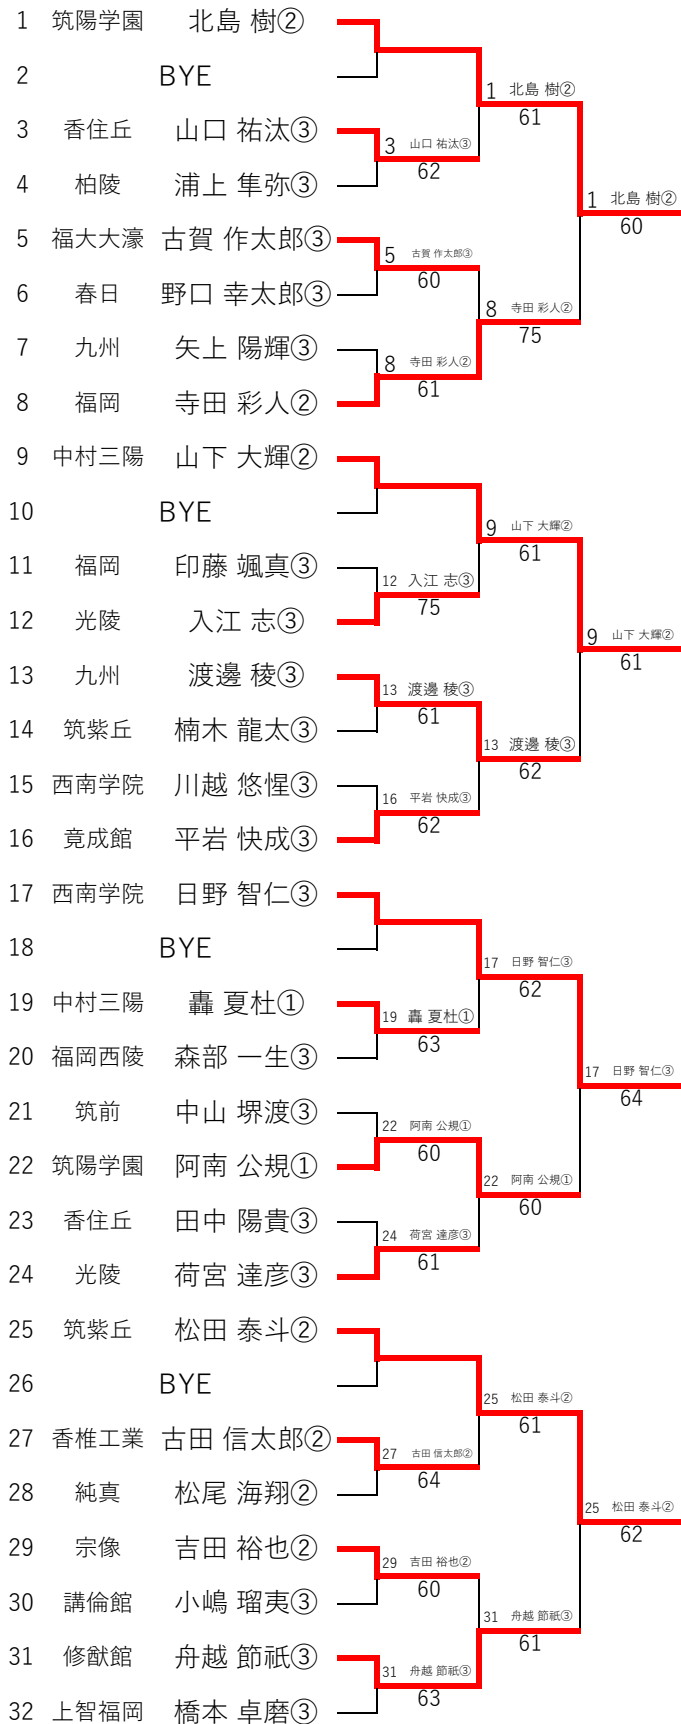 1 筑陽学園 北島 樹②
2 BYE
1 北島 樹②
61
3 香住丘 山口 祐汰③
3 山口 祐汰③
62
4 柏陵 浦上 隼弥③
1 北島 樹②
60
5 福大大濠 古賀 作太郎③
5 古賀 作太郎③
60
6 春日 野口 幸太郎③
8 寺田 彩人②
75
7 九州 矢上 陽輝③
8 寺田 彩人②
61
8 福岡 寺田 彩人②
9 中村三陽 山下 大輝②
10 BYE
9 山下 大輝②
61
11 福岡 印藤 颯真③
12 入江 志③
75
12 光陵 入江 志③
9 山下 大輝②
61
13 九州 渡邊 稜③
13 渡邊 稜③
61
14 筑紫丘 楠木 龍太③
13 渡邊 稜③
62
15 西南学院 川越 悠惺③
16 平岩 快成③
62
16 竟成館 平岩 快成③
17 西南学院 日野 智仁③
18 BYE
17 日野 智仁③
62
19 中村三陽 轟 夏杜①
19 轟 夏杜①
63
20 福岡西陵 森部 一生③
17 日野 智仁③
64
21 筑前 中山 堺渡③
22 阿南 公規①
60
22 筑陽学園 阿南 公規①
22 阿南 公規①
60
23 香住丘 田中 陽貴③
24 荷宮 達彦③
61
24 光陵 荷宮 達彦③
25 筑紫丘 松田 泰斗②
26 BYE
25 松田 泰斗②
61
27 香椎工業 古田 信太郎②
27 古田 信太郎②
64
28 純真 松尾 海翔②
25 松田 泰斗②
62
29 宗像 吉田 裕也②
29 吉田 裕也②
60
30 講倫館 小嶋 瑠夷③
31 舟越 節祇③
61
31 修猷館 舟越 節祇③
31 舟越 節祇③
63
32 上智福岡 橋本 卓磨③